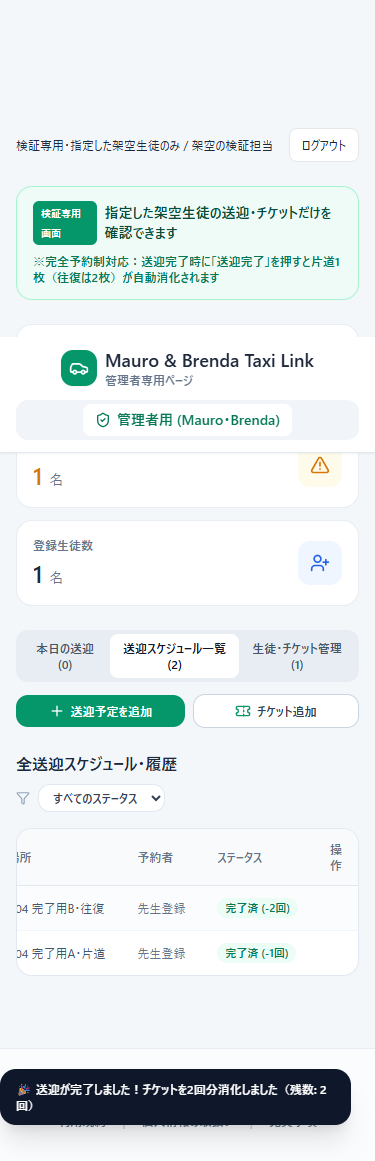 検証専用・指定した架空生徒のみ / 架空の検証担当
ログアウト
検証専用
画面
指定した架空生徒の送迎・チケットだけを
確認できます
※完全予約制対応：送迎完了時に「送迎完了」を押すと片道1
枚（往復は2枚）が自動消化されます
Mauro & Brenda Taxi Link
管理者専用ページ
管理者用 (Mauro・Brenda)
1 名
登録生徒数
1 名
本日の送迎
(0)
送迎スケジュール一覧
(2)
生徒・チケット管理
(1)
送迎予定を追加
チケット追加
全送迎スケジュール・履歴
すべてのステータス
場所
予約者
ステータス
操
作
04 完了用B・往復
先生登録
完了済 (-2回)
04 完了用A・片道
先生登録
完了済 (-1回)
🎉 送迎が完了しました！チケットを2回分消化しました（残数: 2
回）